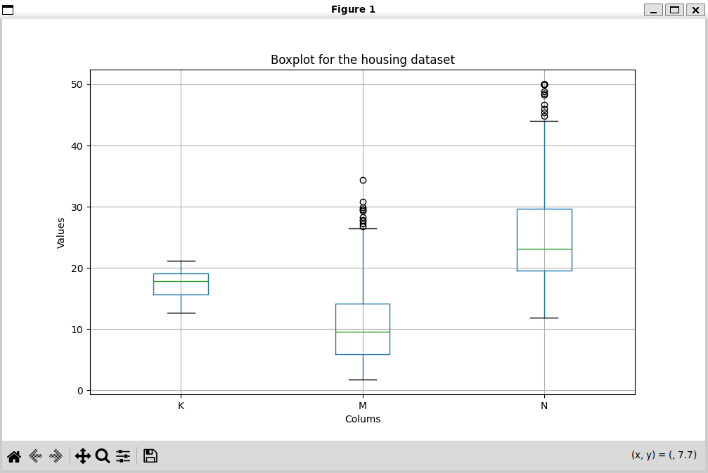 Figure 1
Boxplot for the housing dataset
50
40
30
20
10
0
Values
K M N
Colums
(x, y) = (, 7.7)